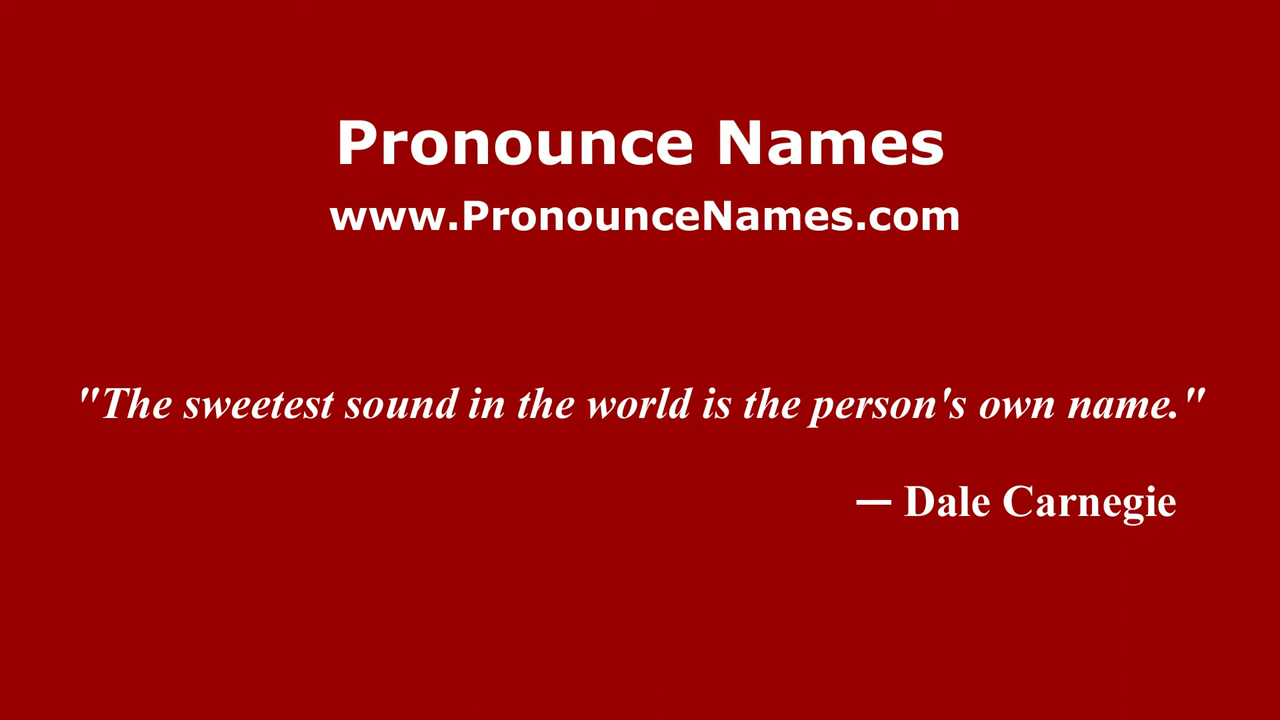 Pronounce Names
www.PronounceNames.com
"The sweetest sound in the world is the person's own name."
— Dale Carnegie